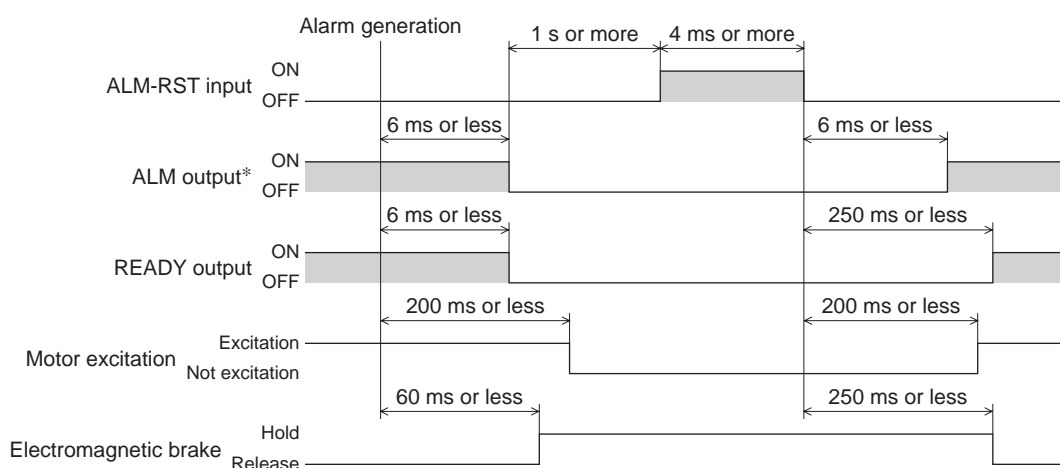 Alarm generation
1 s or more
4 ms or more
ALM-RST input
ON
OFF
6 ms or less
6 ms or less
ALM output*
ON
OFF
6 ms or less
250 ms or less
READY output
ON
OFF
200 ms or less
200 ms or less
Motor excitation
Excitation
Not excitation
60 ms or less
250 ms or less
Electromagnetic brake
Hold
Release